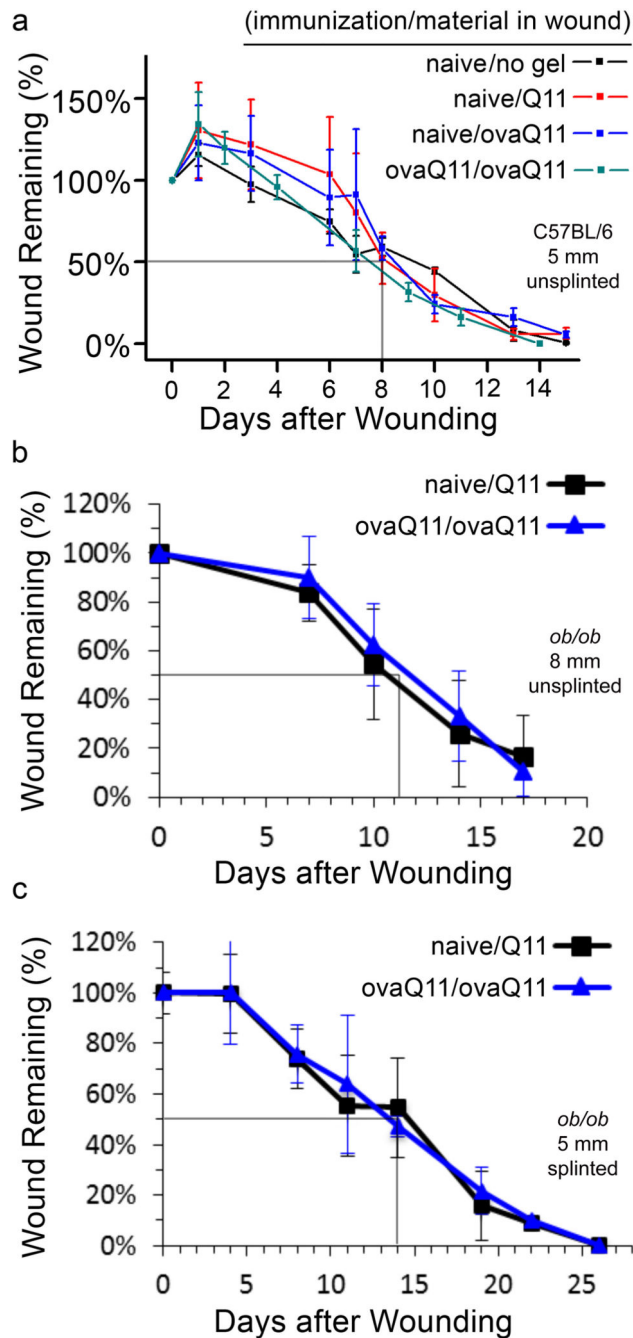 a
(immunization/material in wound)
naive/no gel
naive/Q11
naive/ovaQ11
ovaQ11/ovaQ11
C57BL/6
5 mm
unsplinted
Wound Remaining (%)
150%
100%
50%
0%
0 2 4 6 8 10 12 14
Days after Wounding
b
naive/Q11
ovaQ11/ovaQ11
ob/ob
8 mm
unsplinted
Wound Remaining (%)
120%
100%
80%
60%
40%
20%
0%
0 5 10 15 20
Days after Wounding
c
naive/Q11
ovaQ11/ovaQ11
ob/ob
5 mm
splinted
Wound Remaining (%)
120%
100%
80%
60%
40%
20%
0%
0 5 10 15 20 25
Days after Wounding